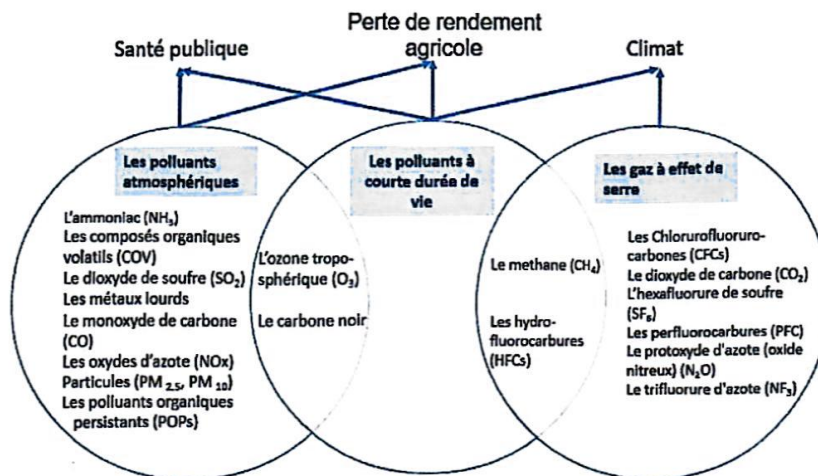 Santé publique
Perte de rendement
agricole
Climat
Les polluants
atmosphériques
L'ammoniac (NH₃)
Les composés organiques
volatils (COV)
Le dioxyde de soufre (SO₂)
Les métaux lourds
Le monoxyde de carbone
(CO)
Les oxydes d'azote (NOx)
Particules (PM 2.5, PM 10)
Les polluants organiques
persistants (POPs)
L'ozone tropo-
sphérique (O₃)
Le carbone noir
Les polluants à
courte durée de
vie
Le methane (CH₄)
Les hydro-
fluorocarbures
(HFCs)
Les gaz à effet de
serre
Les Chlorurofluoruro-
carbones (CFCs)
Le dioxyde de carbone (CO₂)
L'hexafluorure de soufre
(SF₆)
Les perfluorocarbures (PFC)
Le protoxyde d'azote (oxide
nitreux) (N₂O)
Le trifluorure d'azote (NF₃)